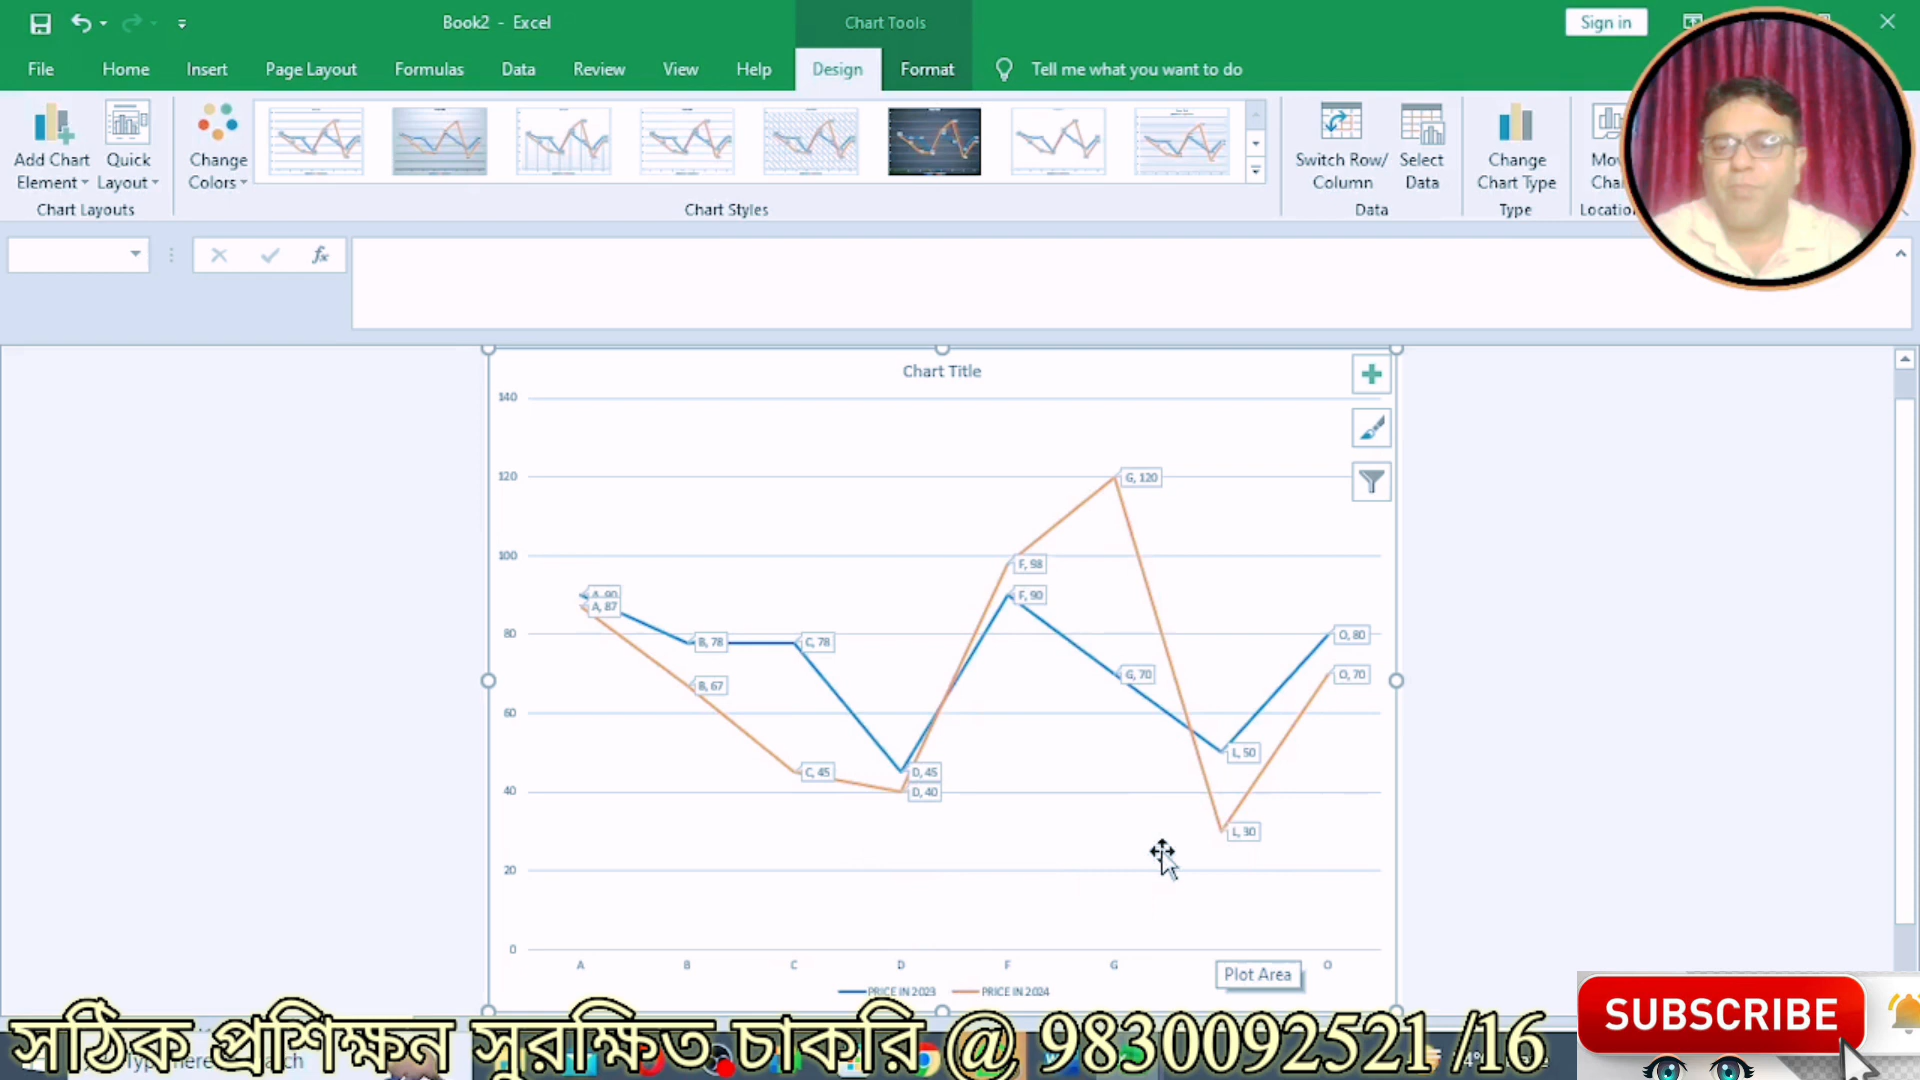 Book2 - Excel
Chart Tools
Sign in
File
Home
Insert
Page Layout
Formulas
Data
Review
View
Help
Design
Format
Tell me what you want to do
Add Chart Element
Quick Layout
Change Colors
Switch Row/ Column
Select Data
Change Chart Type
Chart Layouts
Chart Styles
Data
Type
fx
Chart Title
140
120
100
80
60
40
20
0
A, 90
A, 87
B, 78
B, 67
C, 78
C, 45
D, 45
D, 40
F, 98
F, 90
G, 120
G, 70
L, 50
L, 30
O, 80
O, 70
A B C D F G O
Plot Area
PRICE IN 2023 PRICE IN 2024
সঠিক প্রশিক্ষন সুরক্ষিত চাকরি @ 9830092521 /16
SUBSCRIBE